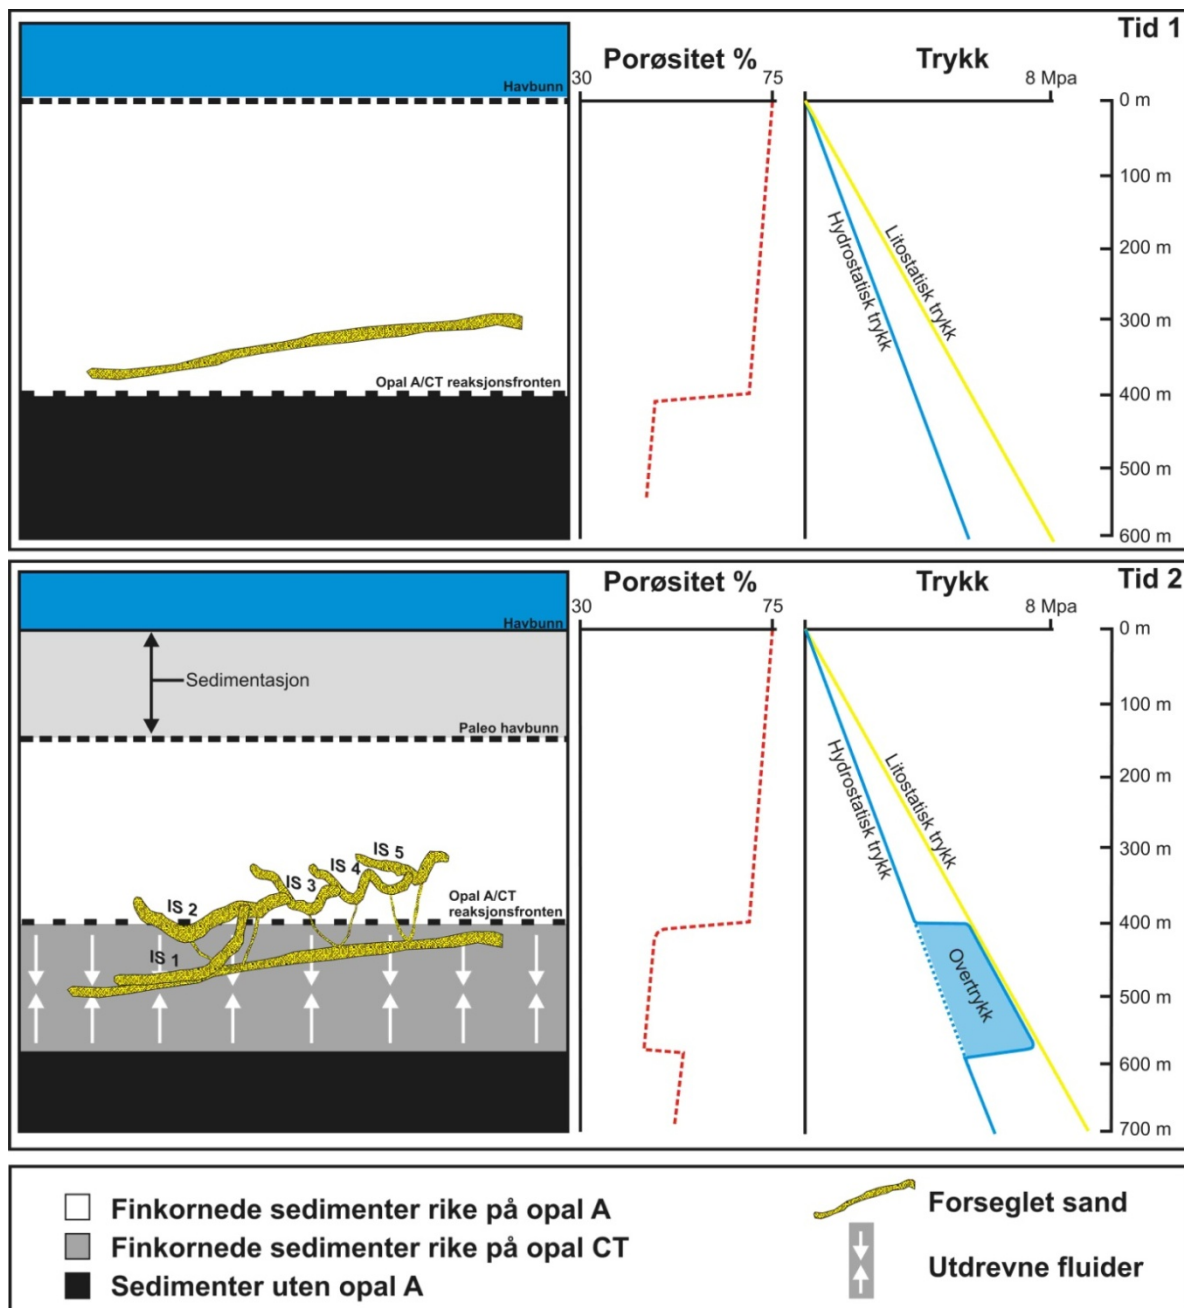 Tid 1
Porøsitet %
Trykk
30
75
8 Mpa
Havbunn
0 m
100 m
200 m
300 m
400 m
500 m
600 m
Hydrostatisk trykk
Litostatisk trykk
Opal A/CT reaksjonsfronten
Tid 2
Porøsitet %
Trykk
30
75
8 Mpa
Havbunn
Sedimentasjon
Paleo havbunn
0 m
100 m
200 m
300 m
400 m
500 m
600 m
700 m
Hydrostatisk trykk
Litostatisk trykk
Overtrykk
IS 5
IS 4
IS 3
IS 2
IS 1
Opal A/CT
reaksjonsfronten
Finkornede sedimenter rike på opal A
Finkornede sedimenter rike på opal CT
Sedimenter uten opal A
Forseglet sand
Utdrevne fluider